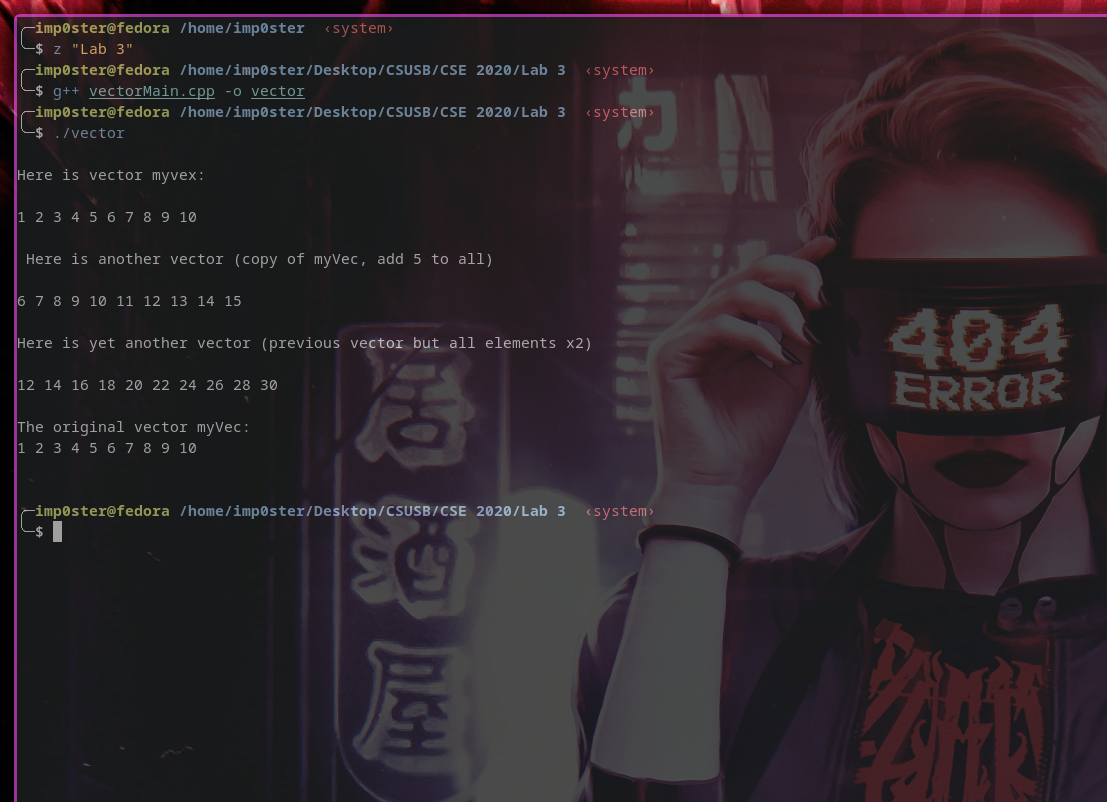 imp0ster@fedora /home/imp0ster ‹system›
$ z "Lab 3"
imp0ster@fedora /home/imp0ster/Desktop/CSUSB/CSE 2020/Lab 3 ‹system›
$ g++ vectorMain.cpp -o vector
imp0ster@fedora /home/imp0ster/Desktop/CSUSB/CSE 2020/Lab 3 ‹system›
$ ./vector
Here is vector myvex:
1 2 3 4 5 6 7 8 9 10
Here is another vector (copy of myVec, add 5 to all)
6 7 8 9 10 11 12 13 14 15
Here is yet another vector (previous vector but all elements x2)
12 14 16 18 20 22 24 26 28 30
The original vector myVec:
1 2 3 4 5 6 7 8 9 10
imp0ster@fedora /home/imp0ster/Desktop/CSUSB/CSE 2020/Lab 3 ‹system›
$
404
ERROR
居
酒
屋